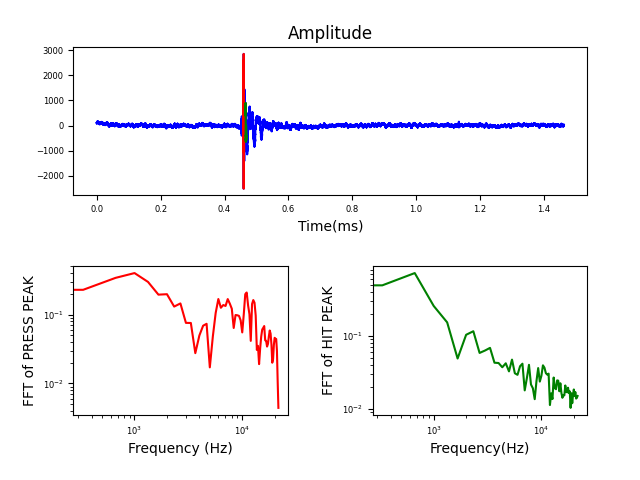 Amplitude
3000
2000
1000
0
−1000
−2000
0.0 0.2 0.4 0.6 0.8 1.0 1.2 1.4
Time(ms)
FFT of PRESS PEAK
10⁻¹
10⁻²
10³ 10⁴
Frequency (Hz)
FFT of HIT PEAK
10⁻¹
10⁻²
10³ 10⁴
Frequency(Hz)